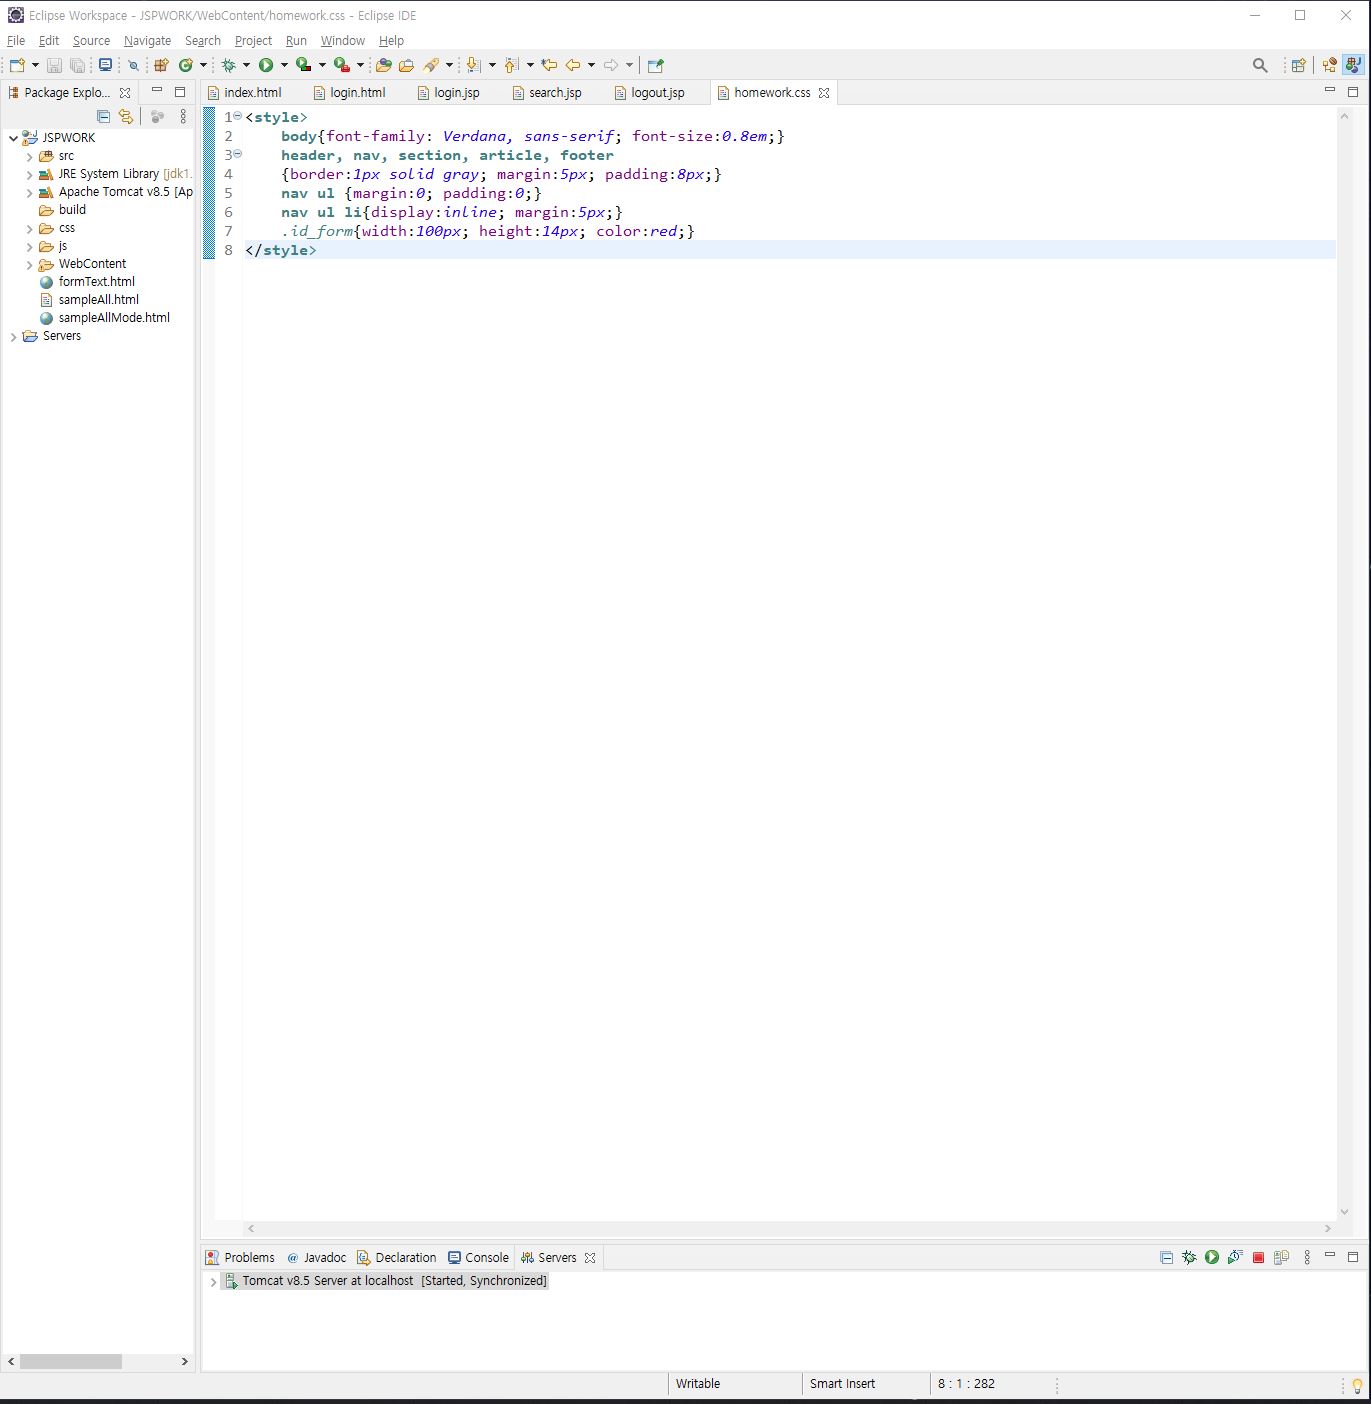 Eclipse Workspace - JSPWORK/WebContent/homework.css - Eclipse IDE
File Edit Source Navigate Search Project Run Window Help
Package Explo...
index.html login.html login.jsp search.jsp logout.jsp homework.css
JSPWORK
src
JRE System Library [jdk1.
Apache Tomcat v8.5 [Ap
build
css
js
WebContent
formText.html
sampleAll.html
sampleAllMode.html
Servers
1 <style>
2 body{font-family: Verdana, sans-serif; font-size:0.8em;}
3 header, nav, section, article, footer
4 {border:1px solid gray; margin:5px; padding:8px;}
5 nav ul {margin:0; padding:0;}
6 nav ul li{display:inline; margin:5px;}
7 .id_form{width:100px; height:14px; color:red;}
8 </style>
Problems @ Javadoc Declaration Console Servers
Tomcat v8.5 Server at localhost [Started, Synchronized]
Writable Smart Insert 8 : 1 : 282